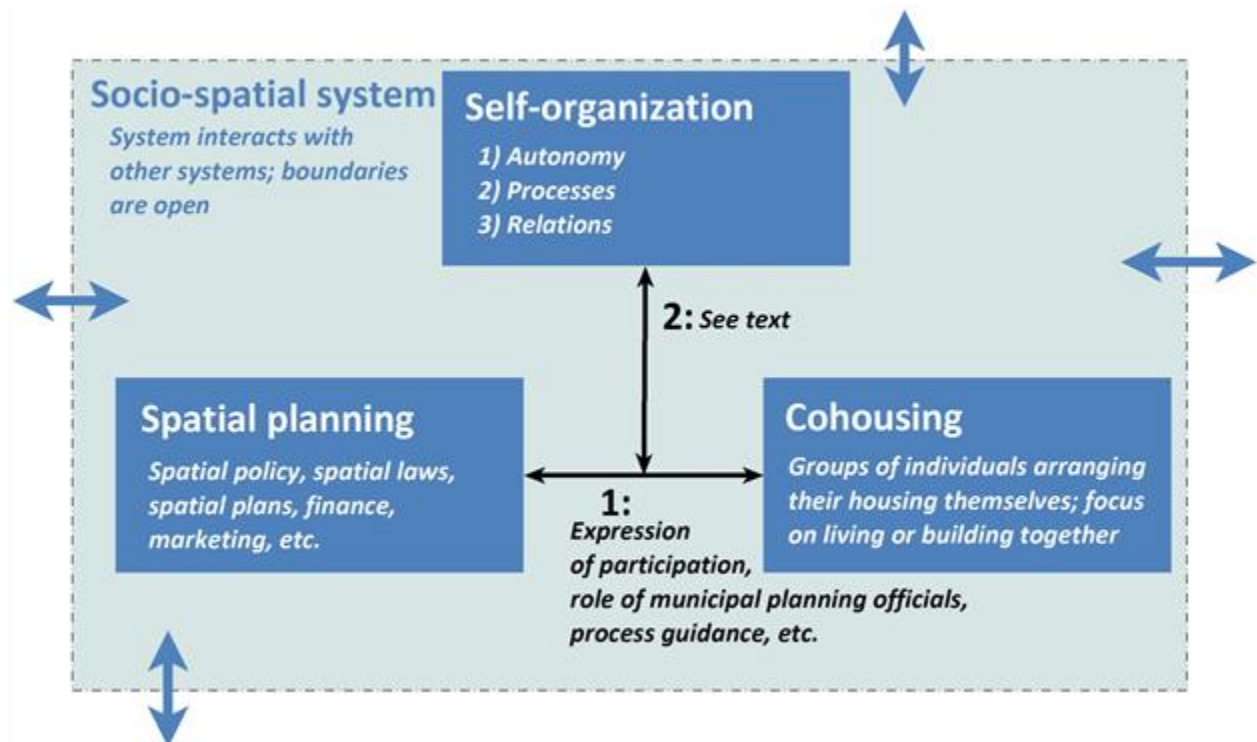 Socio-spatial system
System interacts with
other systems; boundaries
are open
Self-organization
1) Autonomy
2) Processes
3) Relations
2: See text
Spatial planning
Spatial policy, spatial laws,
spatial plans, finance,
marketing, etc.
Cohousing
Groups of individuals arranging
their housing themselves; focus
on living or building together
1:
Expression
of participation,
role of municipal planning officials,
process guidance, etc.